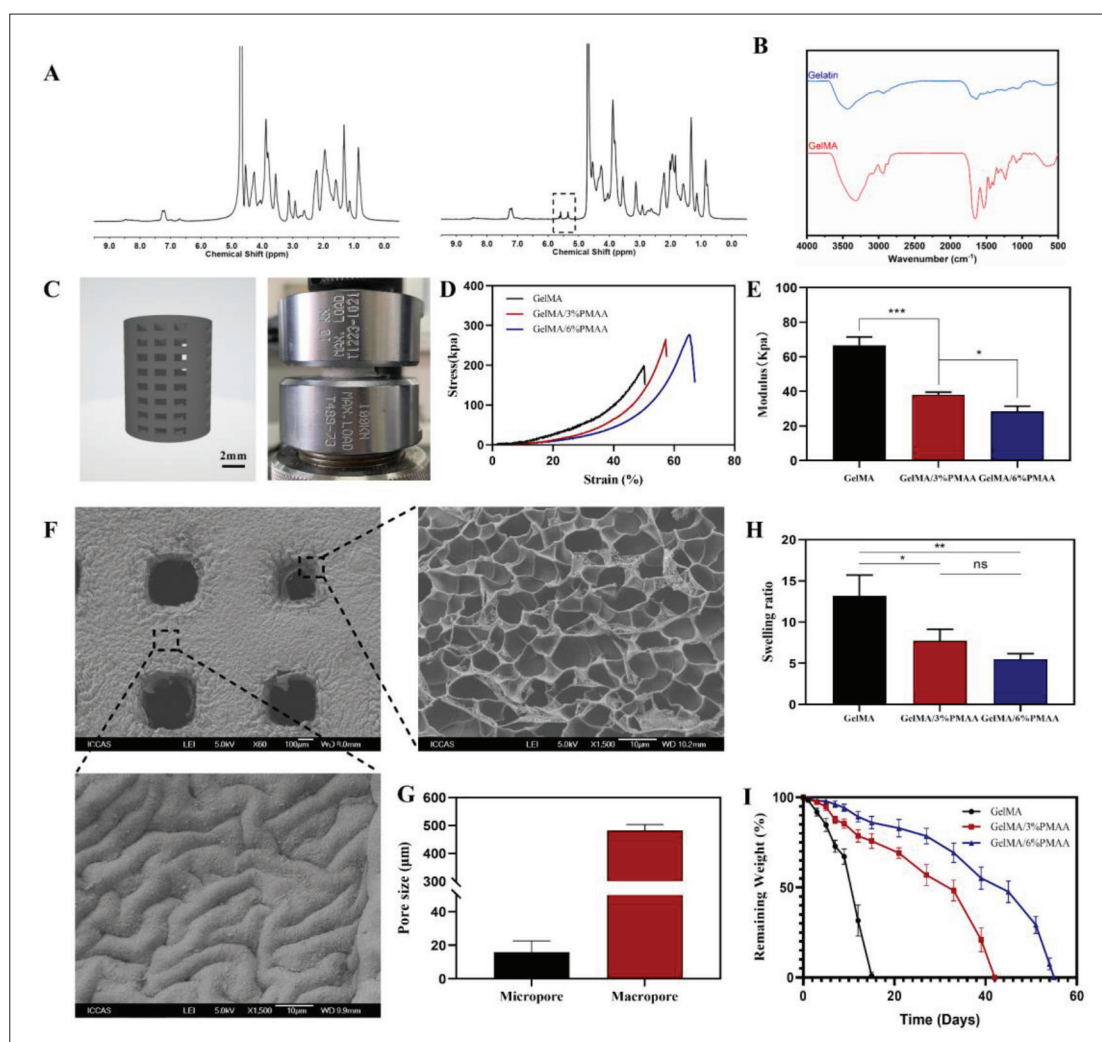 A
9.0 8.0 7.0 6.0 5.0 4.0 3.0 2.0 1.0 0.0
Chemical Shift (ppm)
9.0 8.0 7.0 6.0 5.0 4.0 3.0 2.0 1.0 0.0
Chemical Shift (ppm)
B
Gelatin
GelMA
4000 3500 3000 2500 2000 1500 1000 500
Wavenumber (cm⁻¹)
C
2mm
10 KN
MAX. LOAD
T1223-1021
100KN
MAX.LOAD
T489-73
D
GelMA
GelMA/3%PMAA
GelMA/6%PMAA
400
300
200
100
0
Stress(kpa)
0 20 40 60 80
Strain (%)
E
***
*
100
80
60
40
20
0
Modulus(Kpa)
GelMA GelMA/3%PMAA GelMA/6%PMAA
F
ICCAS LEI 5.0kV X60 100μm WD 8.0mm
ICCAS LEI 5.0kV X1,500 10μm WD 10.2mm
ICCAS LEI 5.0kV X1,500 10μm WD 9.9mm
G
600
500
400
300
60
40
20
0
Pore size (μm)
Micropore Macropore
H
**
*
ns
20
15
10
5
0
Swelling ratio
GelMA GelMA/3%PMAA GelMA/6%PMAA
I
GelMA
GelMA/3%PMAA
GelMA/6%PMAA
100
50
0
Remaining Weight (%)
0 20 40 60
Time (Days)